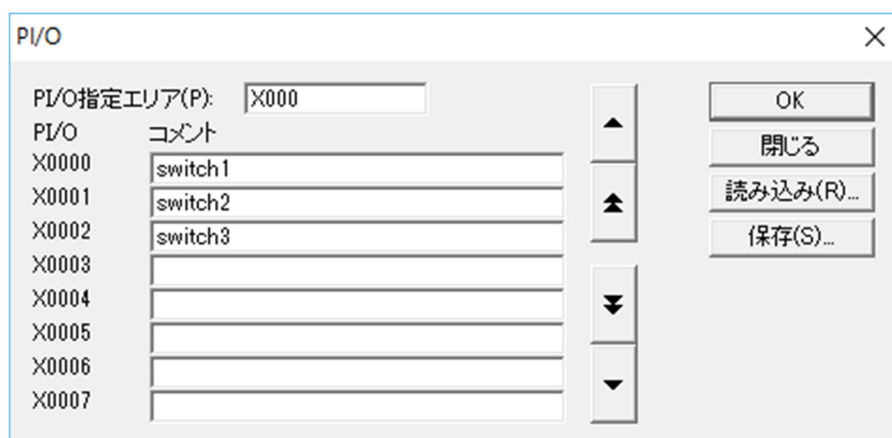 PI/O
PI/O指定エリア(P): X000
PI/O コメント
X0000 switch1
X0001 switch2
X0002 switch3
X0003
X0004
X0005
X0006
X0007
OK
閉じる
読み込み(R)...
保存(S)...